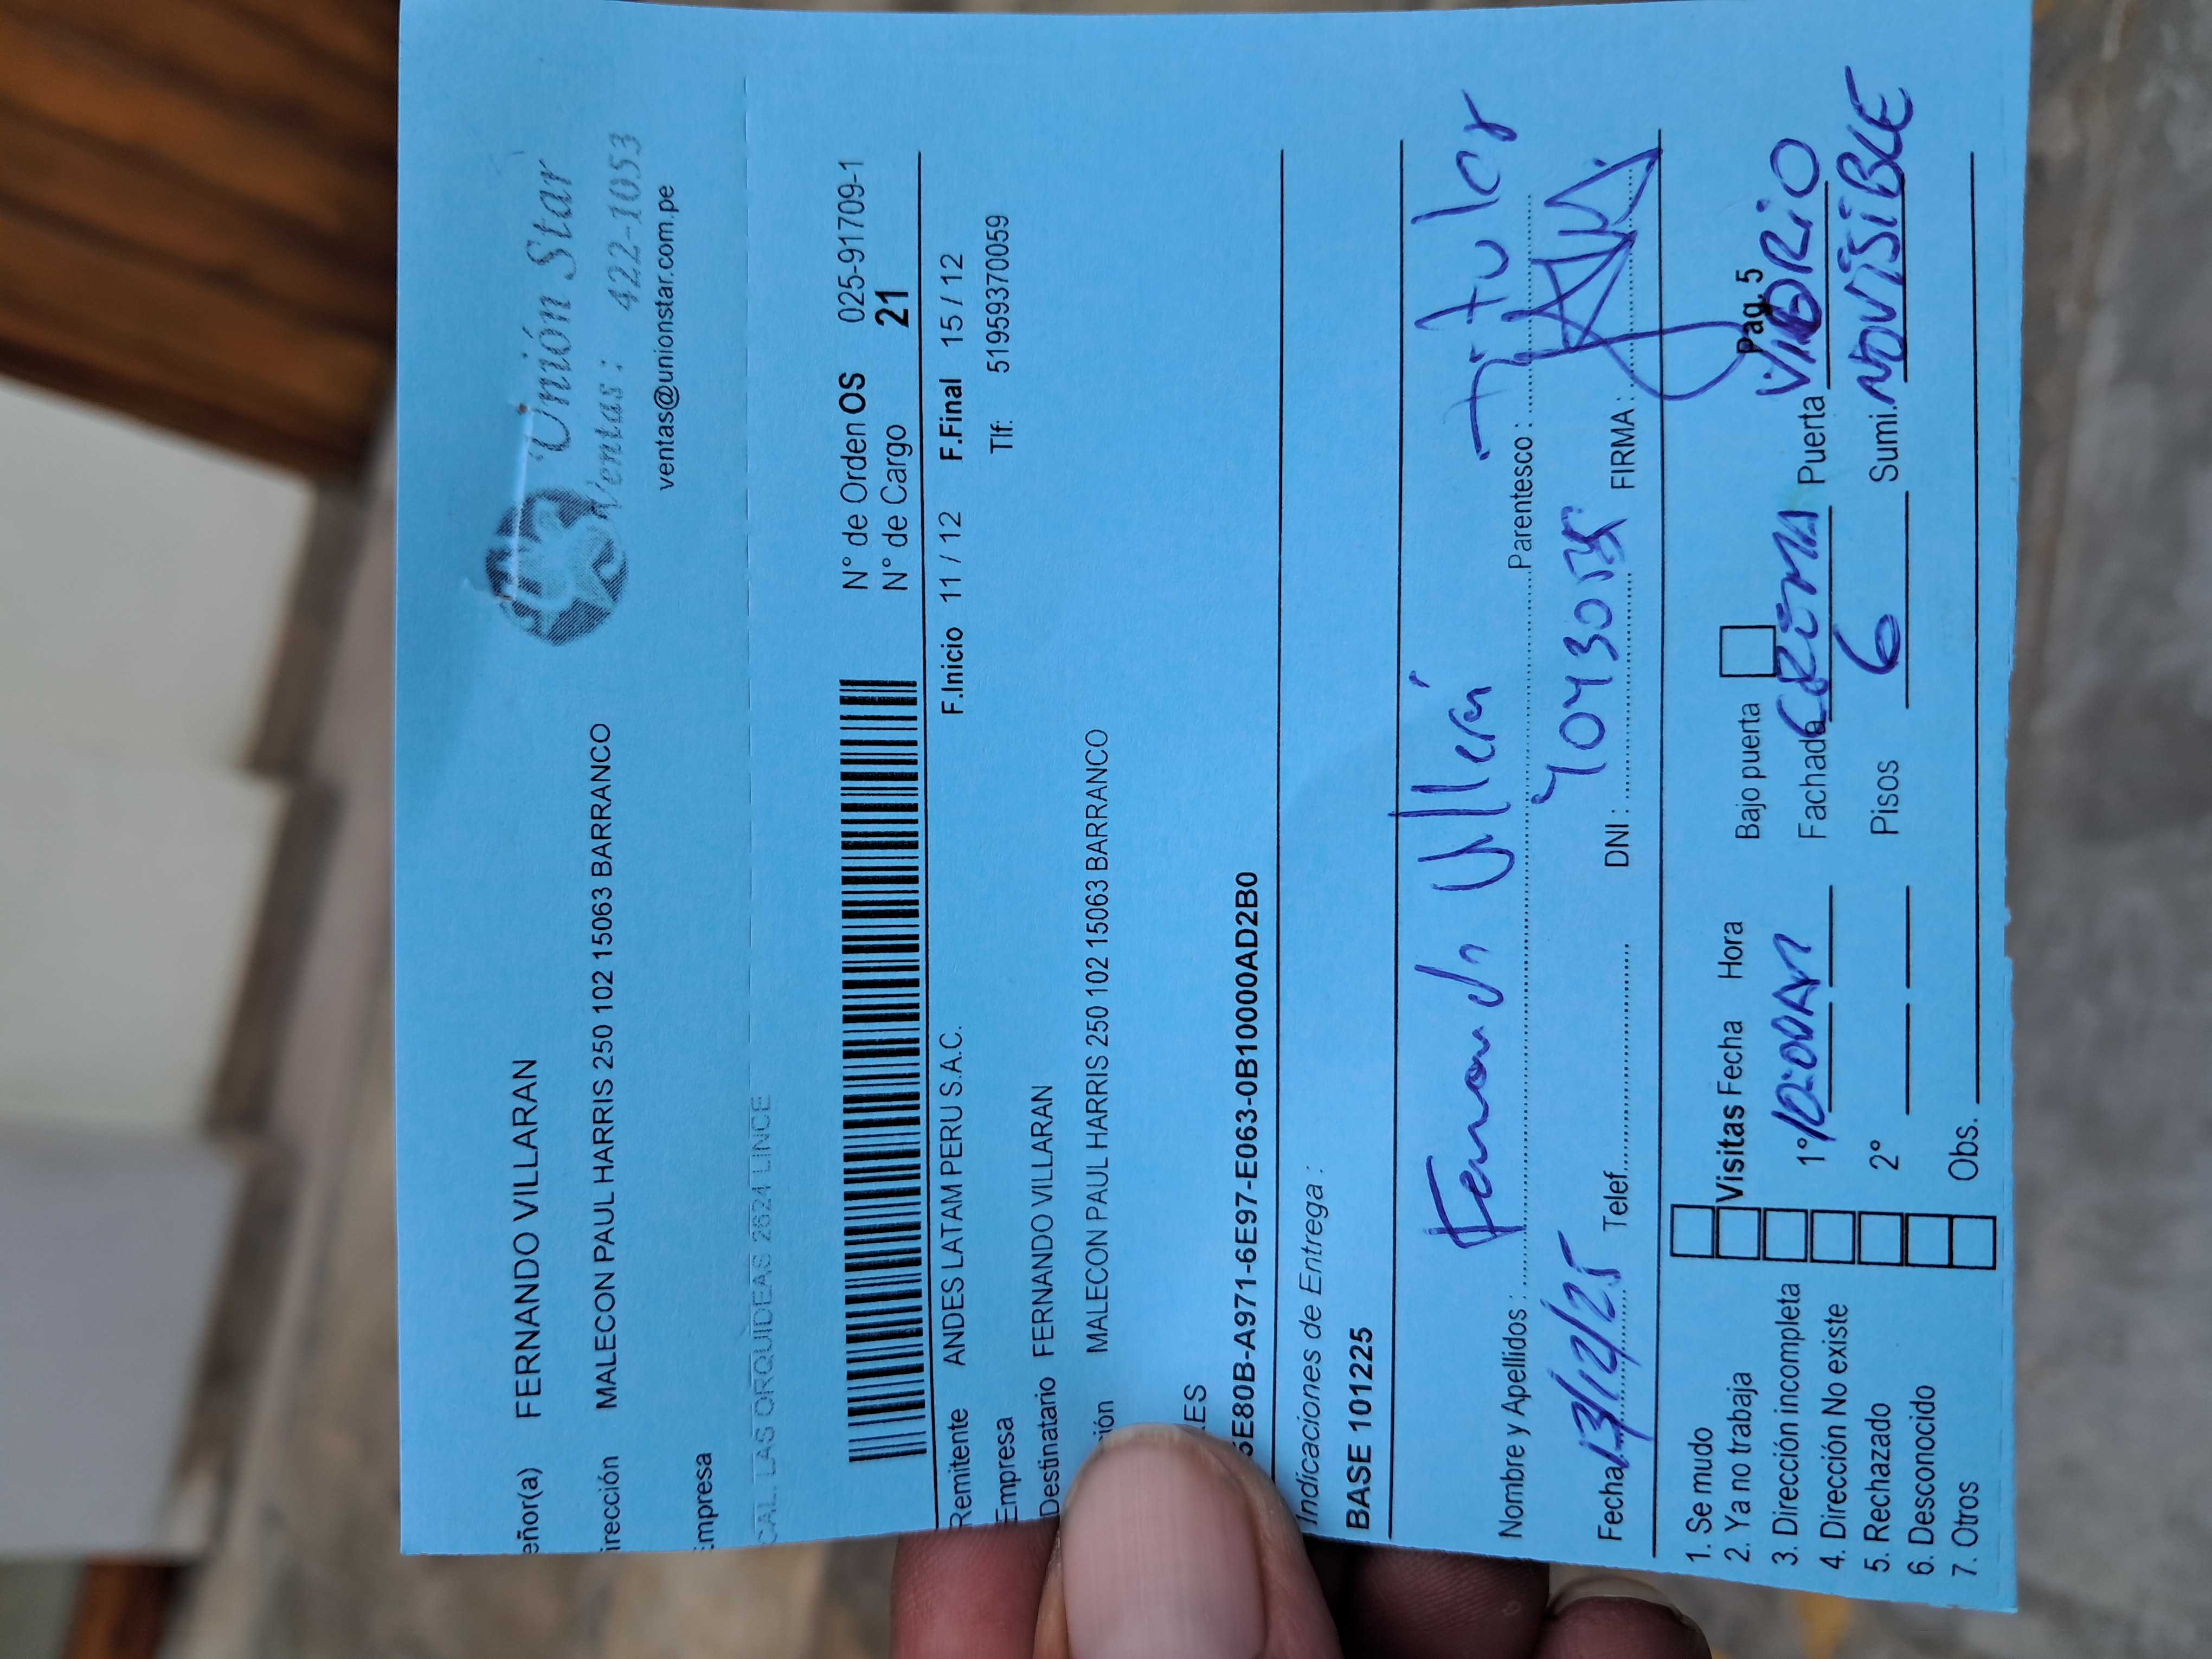 Unión Star
Ventas: 422-1053
ventas@unionstar.com.pe
eñor(a) FERNANDO VILLARAN
irección MALECON PAUL HARRIS 250 102 15063 BARRANCO
mpresa
CAL. LAS ORQUIDEAS 2624 LINCE
N° de Orden OS 025-91709-1
N° de Cargo 21
Remitente ANDES LATAM PERU S.A.C. F.Inicio 11 / 12 F.Final 15 / 12
Empresa Tlf: 51959370059
Destinatario FERNANDO VILLARAN
ión MALECON PAUL HARRIS 250 102 15063 BARRANCO
ES
5E80B-A971-6E97-E063-0B10000AD2B0
Indicaciones de Entrega :
BASE 101225
Nombre y Apellidos : Fernando Villarán Parentesco : Titular
Fecha 13/12/25 Telef. DNI : FIRMA :
1. Se mudo
2. Ya no trabaja
3. Dirección incompleta
4. Dirección No existe
5. Rechazado
6. Desconocido
7. Otros
Visitas Fecha Hora Bajo puerta Pag. 5
1° 10:00AM Fachada CREMA Puerta VIDRIO
2° Pisos 6 Sumi. NO VISIBLE
Obs.